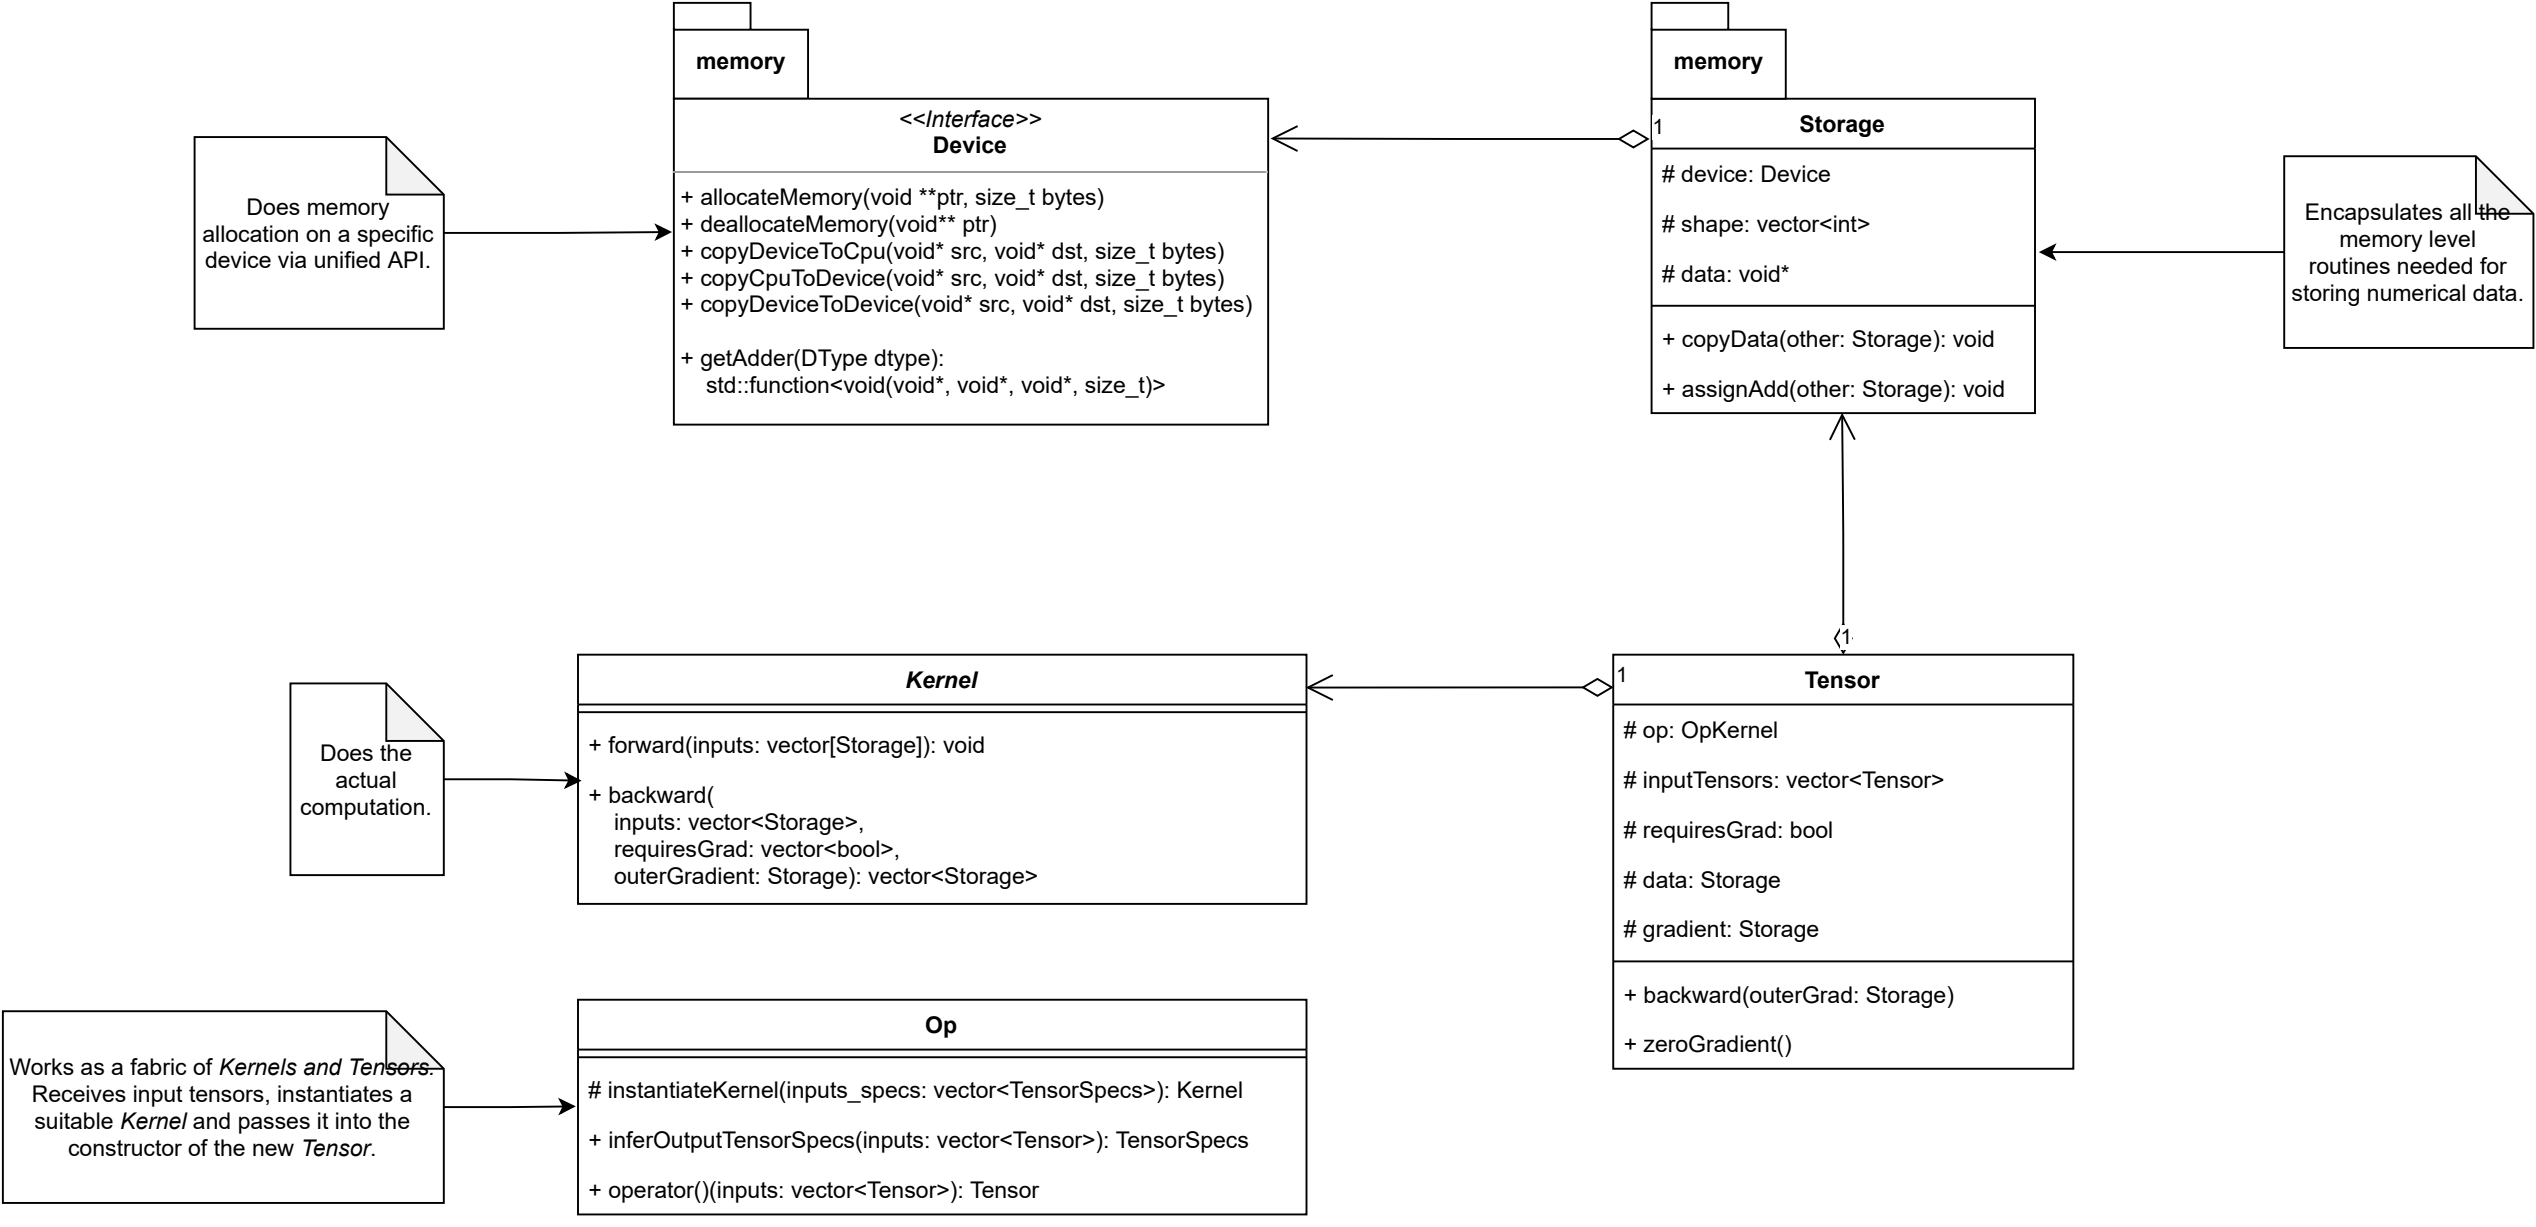 memory
<<Interface>>
Device
+ allocateMemory(void **ptr, size_t bytes)
+ deallocateMemory(void** ptr)
+ copyDeviceToCpu(void* src, void* dst, size_t bytes)
+ copyCpuToDevice(void* src, void* dst, size_t bytes)
+ copyDeviceToDevice(void* src, void* dst, size_t bytes)
+ getAdder(DType dtype):
std::function<void(void*, void*, void*, size_t)>
Does memory
allocation on a specific
device via unified API.
memory
1
Storage
# device: Device
# shape: vector<int>
# data: void*
+ copyData(other: Storage): void
+ assignAdd(other: Storage): void
Encapsulates all the
memory level
routines needed for
storing numerical data.
Does the
actual
computation.
Kernel
+ forward(inputs: vector[Storage]): void
+ backward(
inputs: vector<Storage>,
requiresGrad: vector<bool>,
outerGradient: Storage): vector<Storage>
1
1
Tensor
# op: OpKernel
# inputTensors: vector<Tensor>
# requiresGrad: bool
# data: Storage
# gradient: Storage
+ backward(outerGrad: Storage)
+ zeroGradient()
Works as a fabric of Kernels and Tensors.
Receives input tensors, instantiates a
suitable Kernel and passes it into the
constructor of the new Tensor.
Op
# instantiateKernel(inputs_specs: vector<TensorSpecs>): Kernel
+ inferOutputTensorSpecs(inputs: vector<Tensor>): TensorSpecs
+ operator()(inputs: vector<Tensor>): Tensor